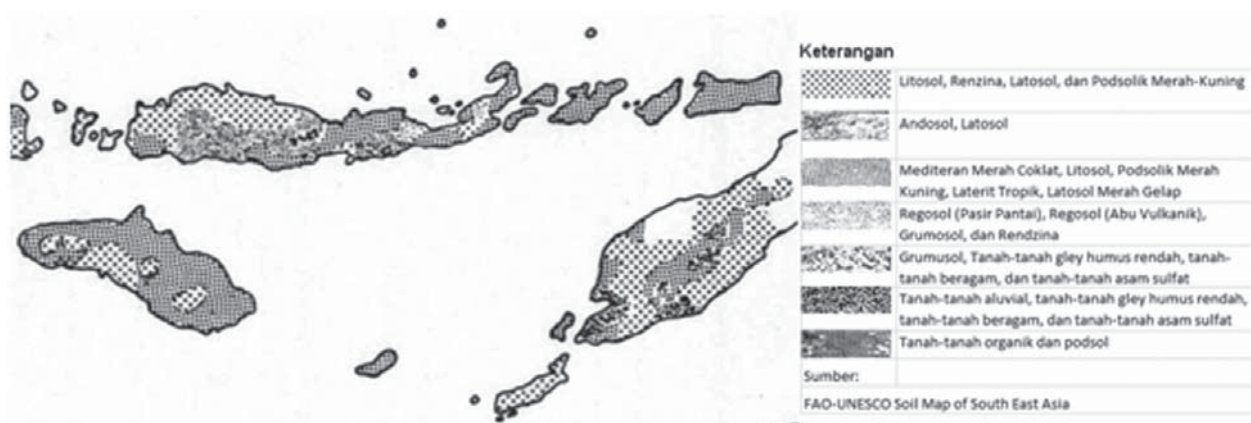 Keterangan
Litosol, Renzina, Latosol, dan Podsolik Merah-Kuning
Andosol, Latosol
Mediteran Merah Coklat, Litosol, Podsolik Merah
Kuning, Laterit Tropik, Latosol Merah Gelap
Regosol (Pasir Pantai), Regosol (Abu Vulkanik),
Grumosol, dan Rendzina
Grumusol, Tanah-tanah gley humus rendah, tanah-
tanah beragam, dan tanah-tanah asam sulfat
Tanah-tanah aluvial, tanah-tanah gley humus rendah,
tanah-tanah beragam, dan tanah-tanah asam sulfat
Tanah-tanah organik dan podsol
Sumber:
FAO-UNESCO Soil Map of South East Asia